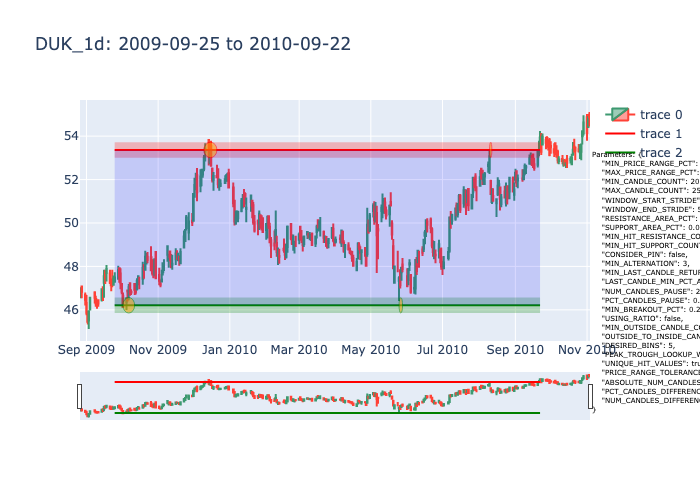 DUK_1d: 2009-09-25 to 2010-09-22
54
52
50
48
46
Sep 2009
Nov 2009
Jan 2010
Mar 2010
May 2010
Jul 2010
Sep 2010
Nov 2010
trace 0
trace 1
trace 2
Parameters: {
"MIN_PRICE_RANGE_PCT":
"MAX_PRICE_RANGE_PCT":
"MIN_CANDLE_COUNT": 20
"MAX_CANDLE_COUNT": 25
"WINDOW_START_STRIDE"
"WINDOW_END_STRIDE": 5
"RESISTANCE_AREA_PCT":
"SUPPORT_AREA_PCT": 0.0
"MIN_HIT_RESISTANCE_CO
"MIN_HIT_SUPPORT_COUN
"CONSIDER_PIN": false,
"MIN_ALTERNATION": 3,
"MIN_LAST_CANDLE_RETUR
"LAST_CANDLE_MIN_PCT_A
"NUM_CANDLES_PAUSE": 2
"PCT_CANDLES_PAUSE": 0.
"MIN_BREAKOUT_PCT": 0.2
"USING_RATIO": false,
"MIN_OUTSIDE_CANDLE_CO
"OUTSIDE_TO_INSIDE_CAN
"DESIRED_BINS": 5,
"PEAK_TROUGH_LOOKUP_W
"UNIQUE_HIT_VALUES": tru
"PRICE_RANGE_TOLERANC
"ABSOLUTE_NUM_CANDLES
"PCT_CANDLES_DIFFERENC
"NUM_CANDLES_DIFFEREN
}